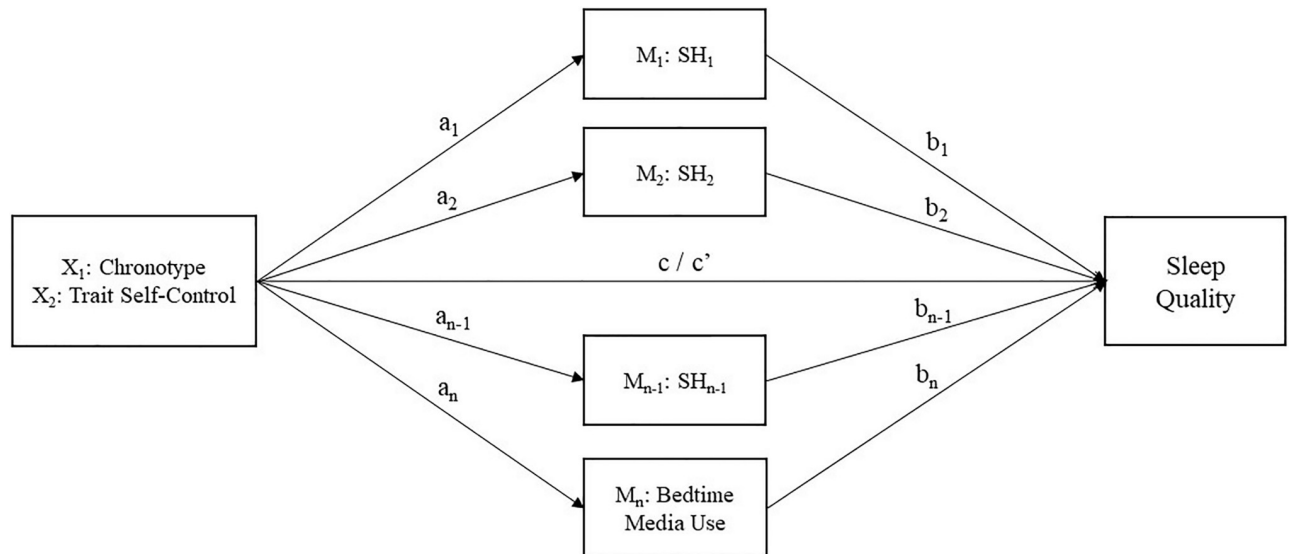 M₁: SH₁
a₁
b₁
M₂: SH₂
a₂
b₂
X₁: Chronotype
X₂: Trait Self-Control
c / c’
Sleep
Quality
aₙ₋₁
bₙ₋₁
Mₙ₋₁: SHₙ₋₁
aₙ
bₙ
Mₙ: Bedtime
Media Use